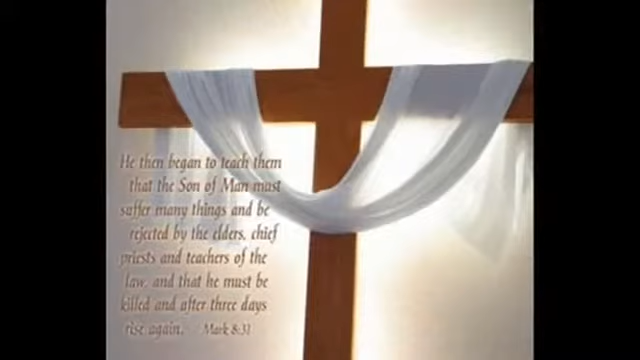 He then began to teach them
that the Son of Man must
suffer many things and be
rejected by the elders, chief
priests and teachers of the
law, and that he must be
killed and after three days
rise again. Mark 8:31